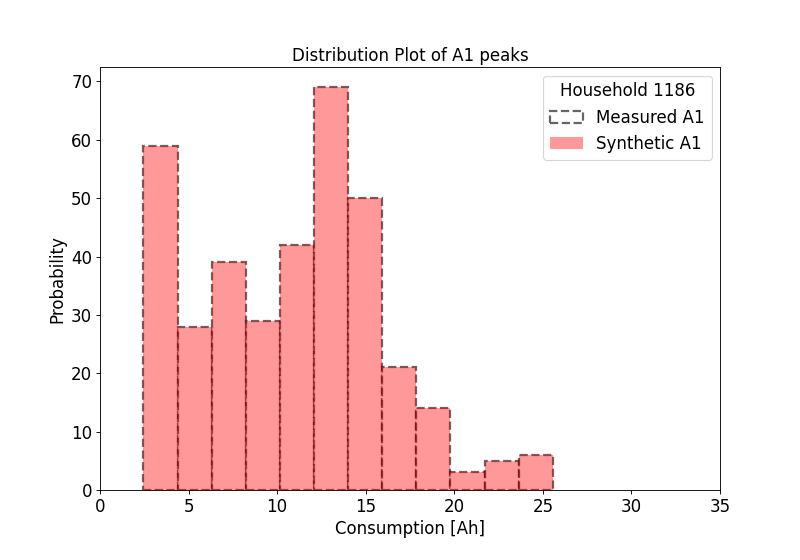 Distribution Plot of A1 peaks
Household 1186
Measured A1
Synthetic A1
Probability
70
60
50
40
30
20
10
0
0 5 10 15 20 25 30 35
Consumption [Ah]